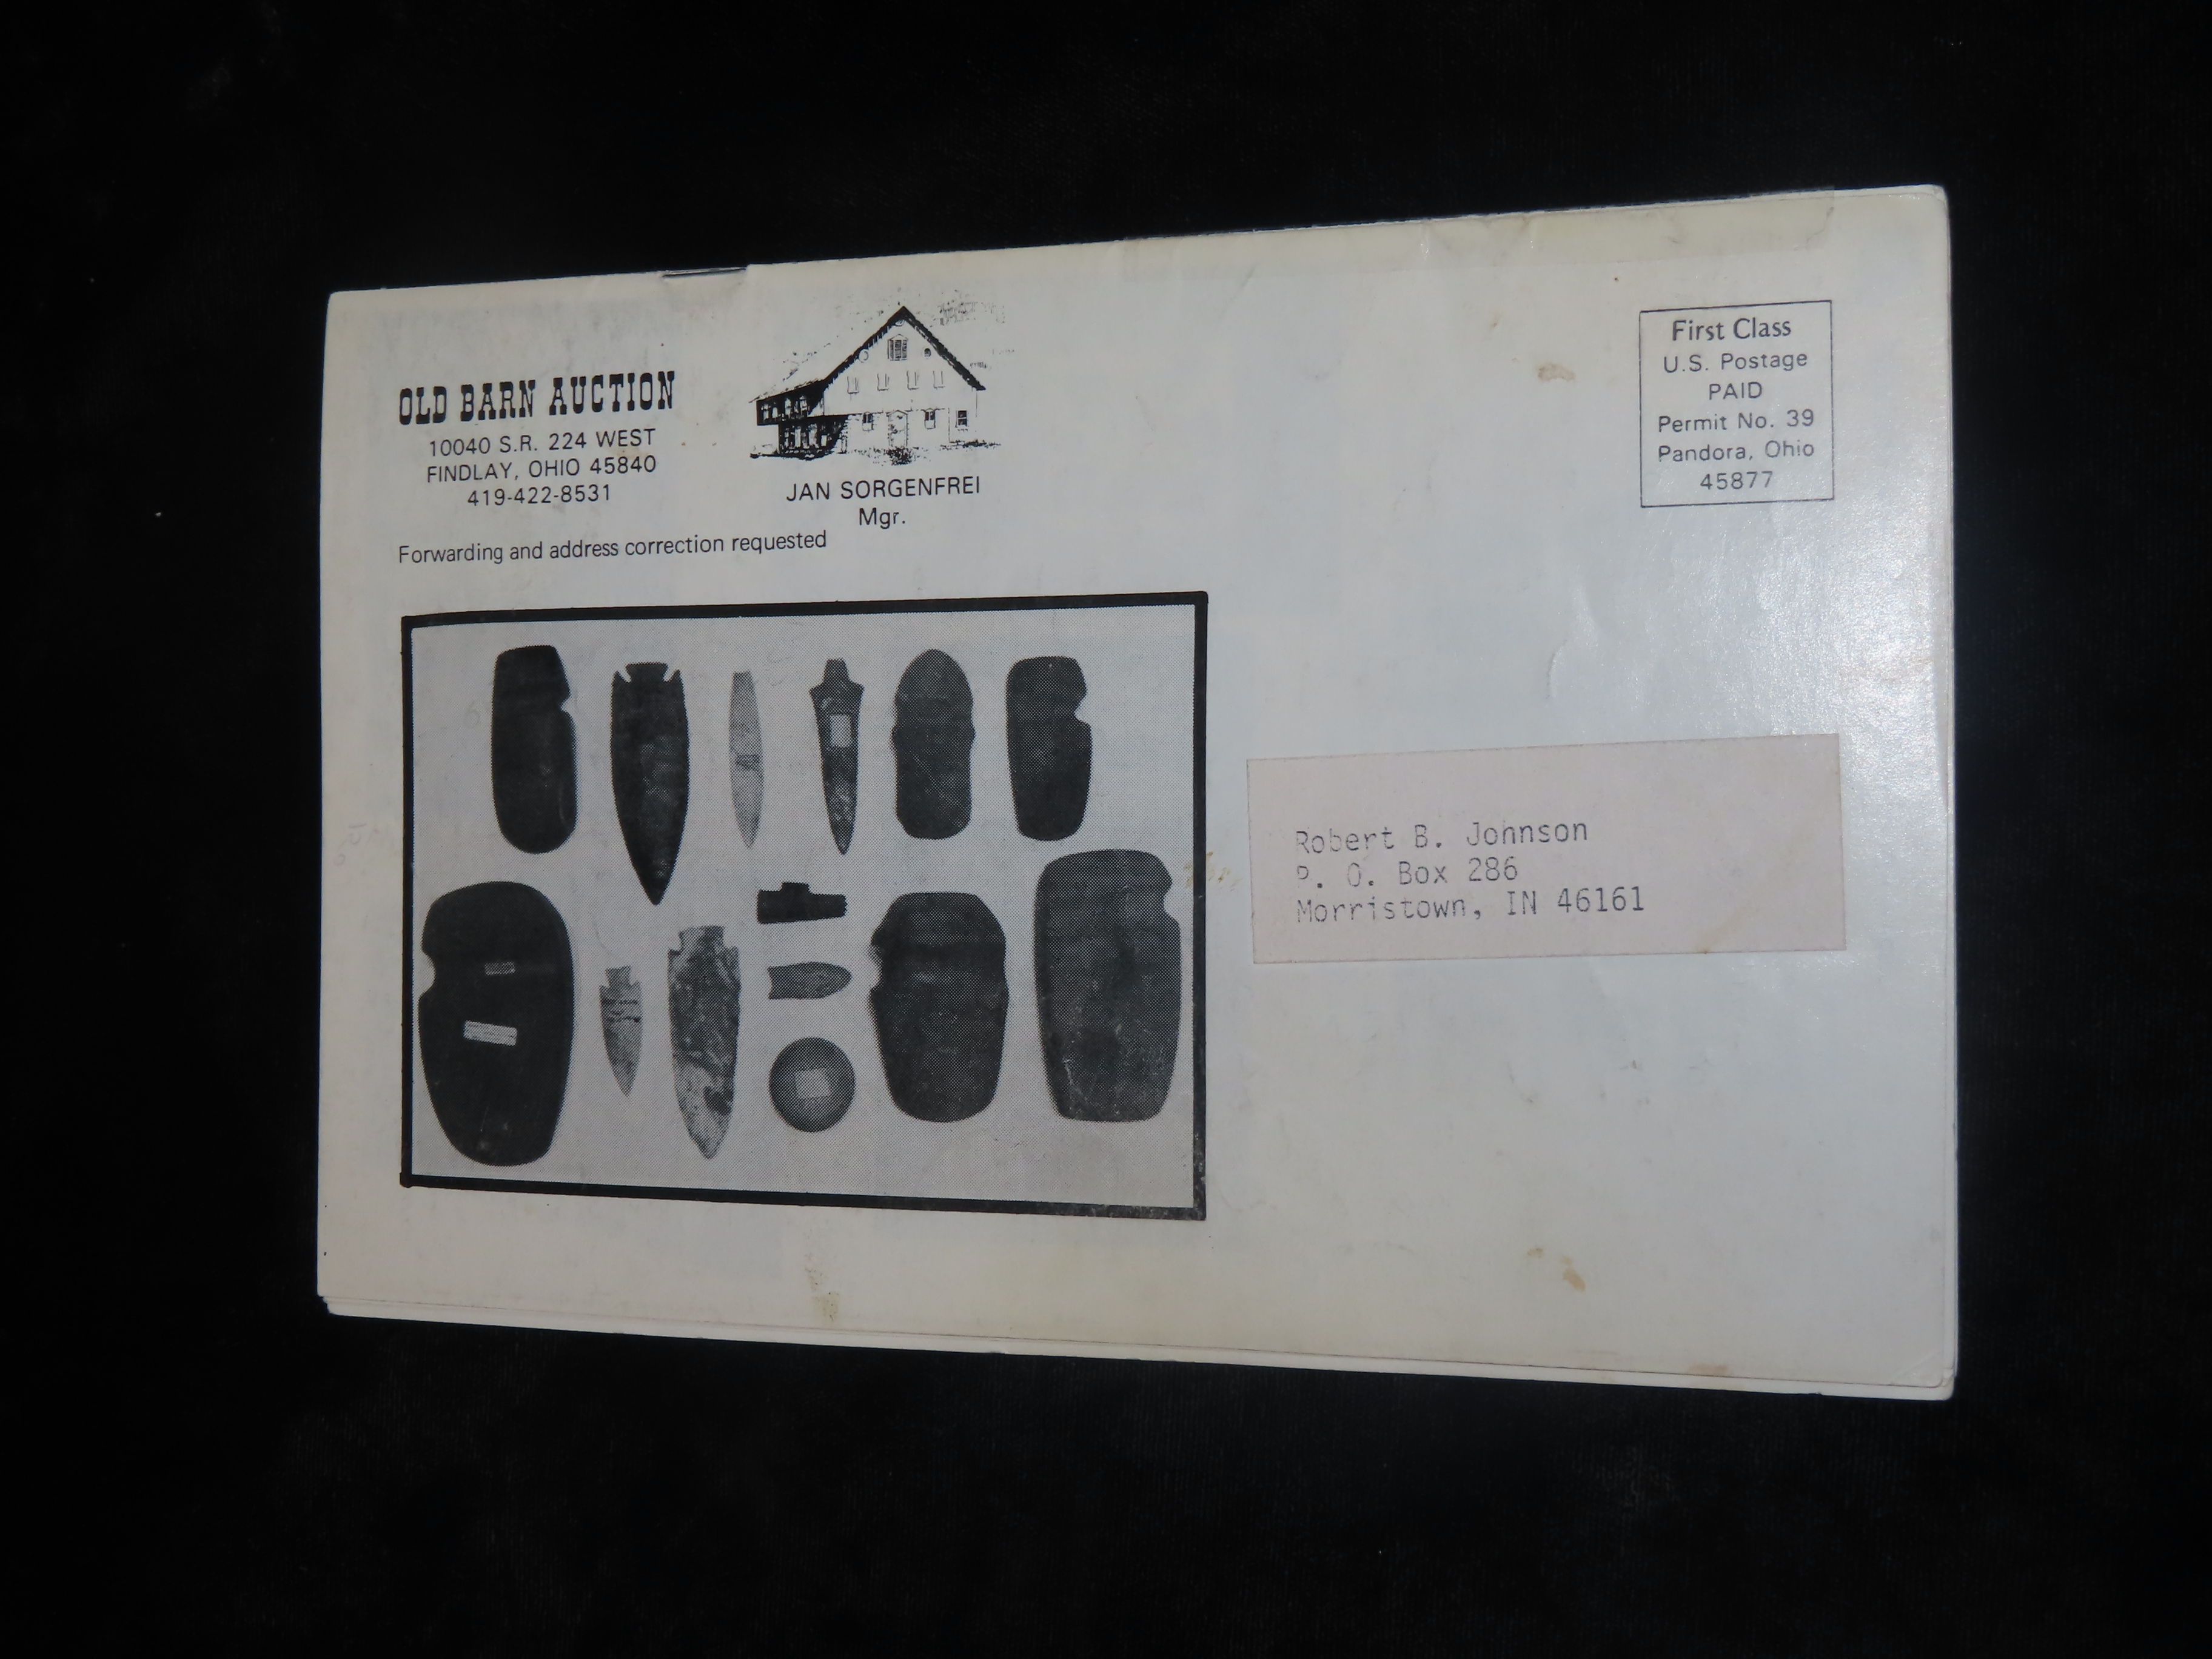 OLD BARN AUCTION
10040 S.R. 224 WEST
FINDLAY, OHIO 45840
419-422-8531
JAN SORGENFREI
Mgr.
Forwarding and address correction requested
First Class
U.S. Postage
PAID
Permit No. 39
Pandora, Ohio
45877
Robert B. Johnson
P. O. Box 286
Morristown, IN 46161